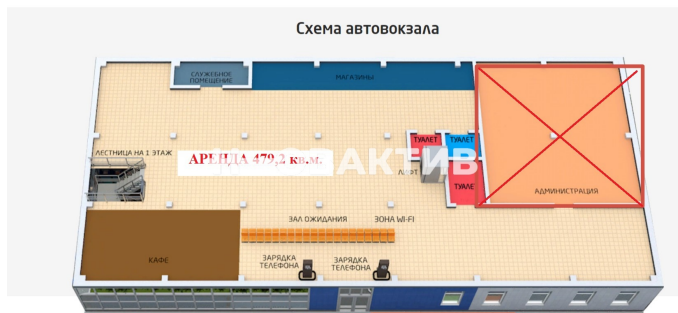 Схема автовокзала
СЛУЖЕБНОЕ
ПОМЕЩЕНИЕ
МАГАЗИНЫ
ТУАЛЕТ
ТУАЛЕТ
ЛЕСТНИЦА НА 1 ЭТАЖ
АРЕНДА 479,2 кв.м.
АКТИВ
ЛИФТ
ТУАЛЕ
АДМИНИСТРАЦИЯ
ЗАЛ ОЖИДАНИЯ
ЗОНА WI-FI
КАФЕ
ЗАРЯДКА
ТЕЛЕФОНА
ЗАРЯДКА
ТЕЛЕФОНА